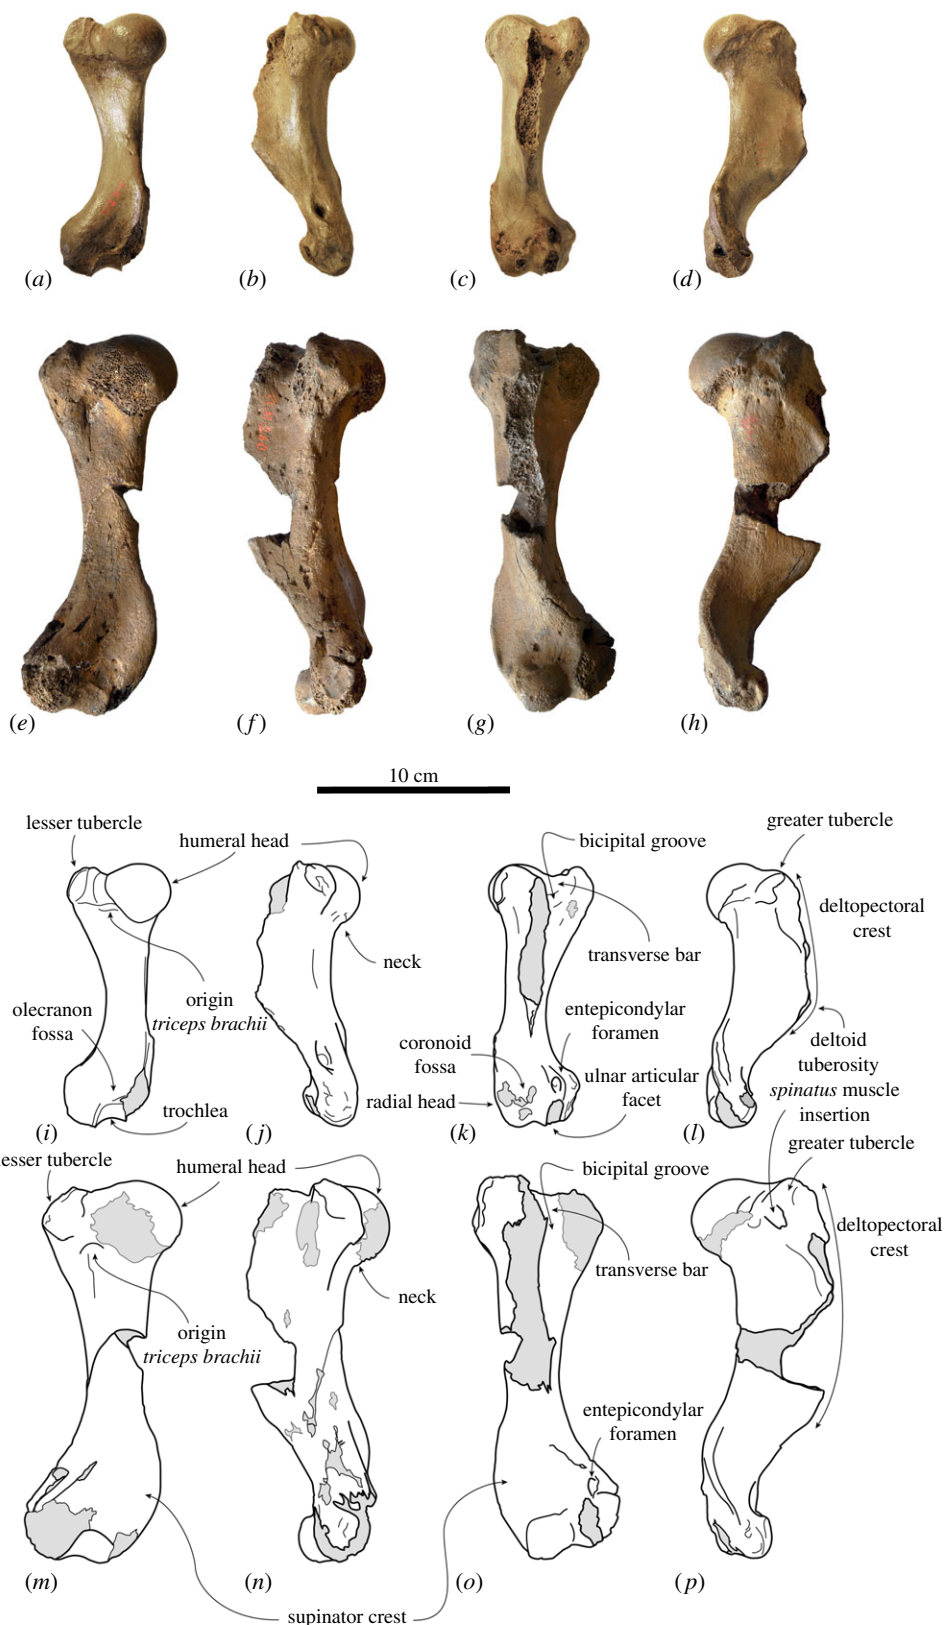 (a)
(b)
(c)
(d)
(e)
(f)
(g)
(h)
10 cm
lesser tubercle
humeral head
bicipital groove
greater tubercle
deltopectoral
crest
transverse bar
neck
origin
triceps brachii
olecranon
fossa
entepicondylar
foramen
coronoid
fossa
deltoid
tuberosity
radial head
ulnar articular
facet
trochlea
spinatus muscle
insertion
(i)
(j)
(k)
(l)
lesser tubercle
humeral head
bicipital groove
greater tubercle
deltopectoral
crest
transverse bar
neck
origin
triceps brachii
entepicondylar
foramen
(m)
(n)
(o)
(p)
supinator crest